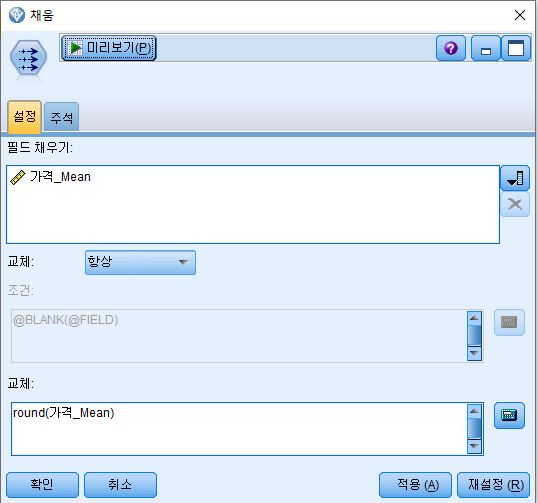 채움
미리보기(P)
설정 주석
필드 채우기:
가격_Mean
교체: 항상
조건:
@BLANK(@FIELD)
교체:
round(가격_Mean)
확인 취소 적용 (A) 재설정 (R)